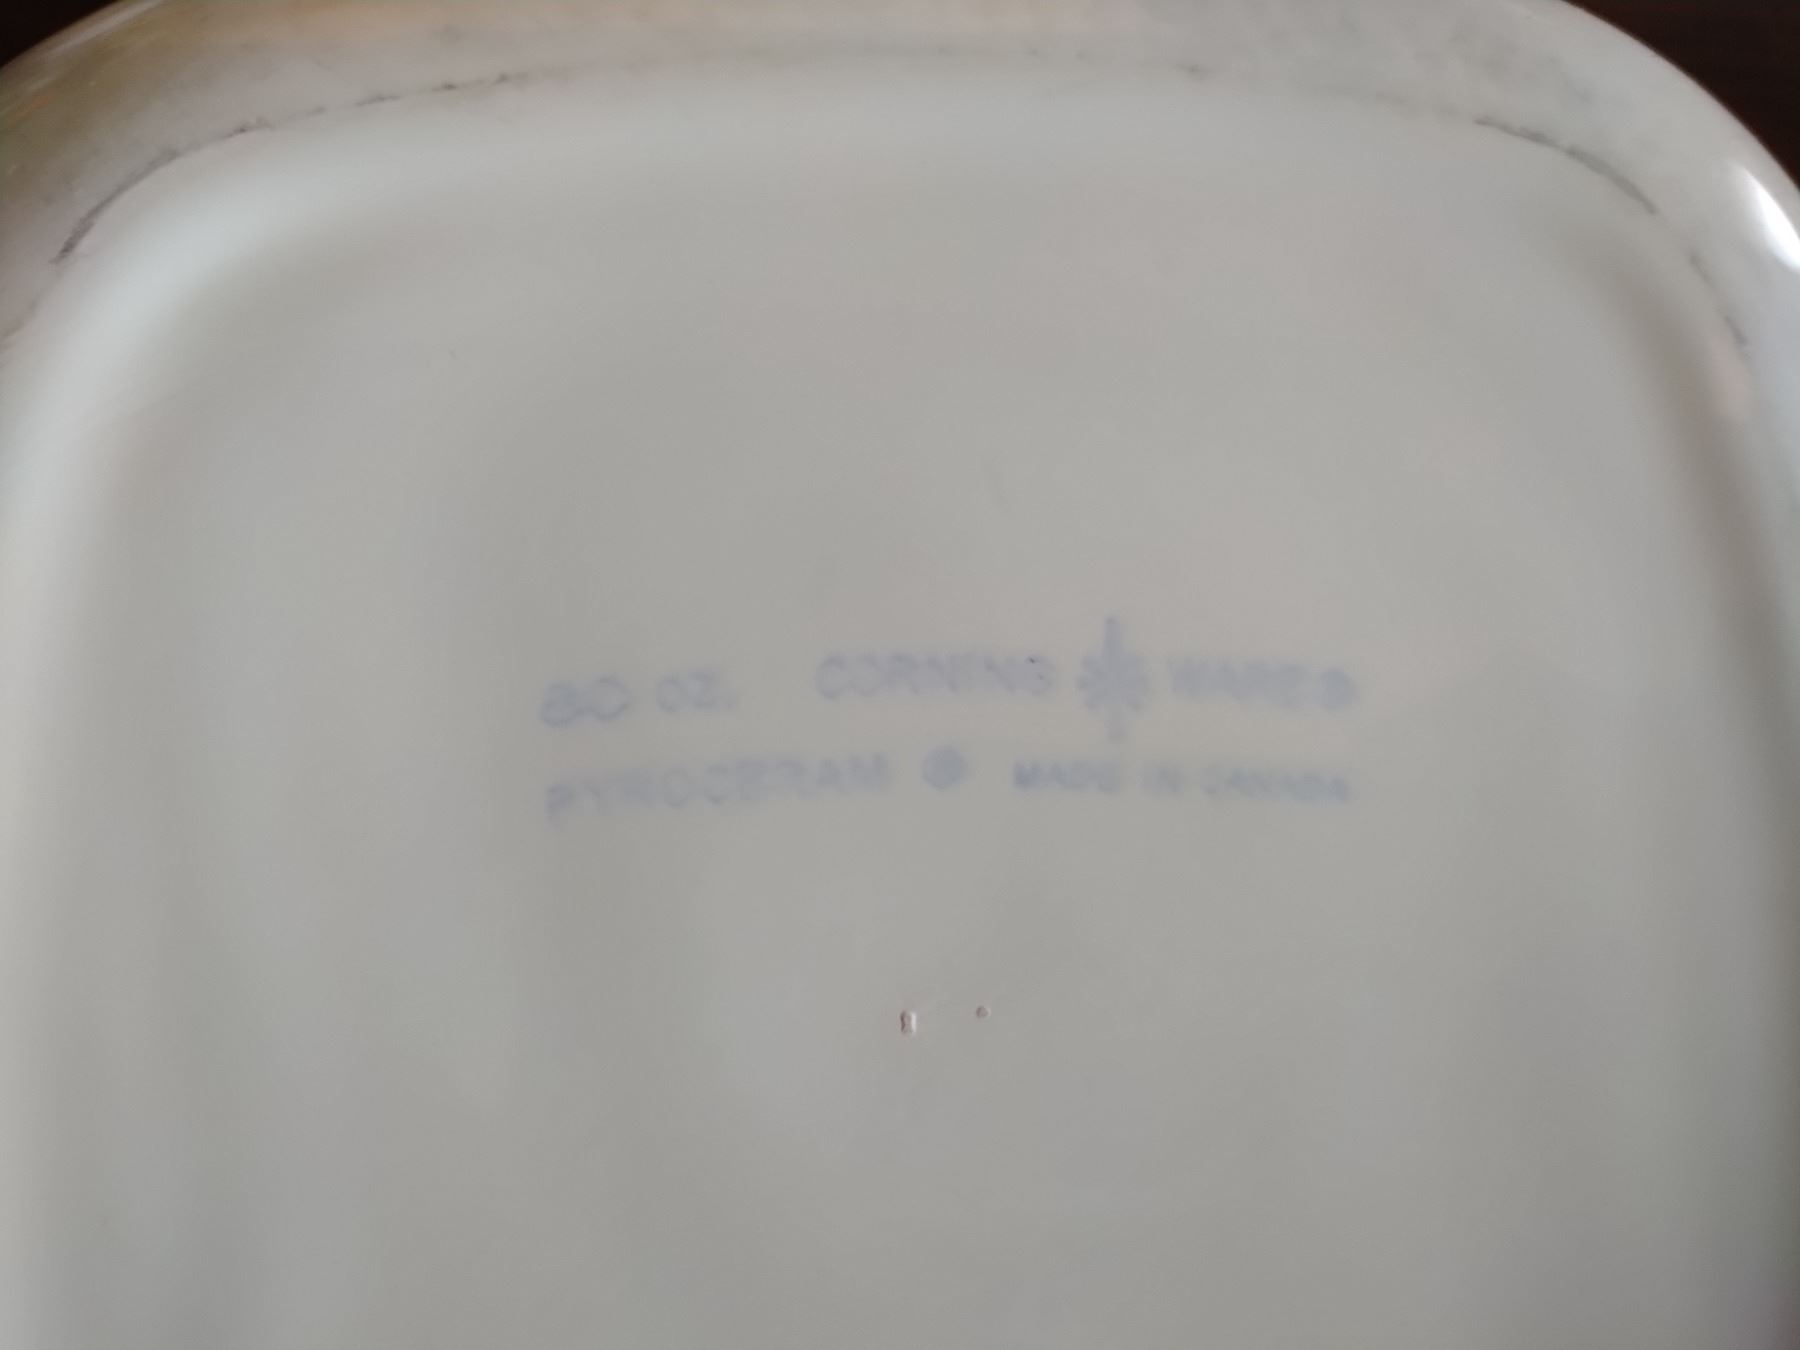 80 OZ. CORNING WARE®
PYROCERAM ® MADE IN CANADA